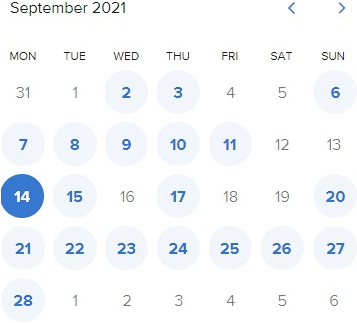 September 2021
MON TUE WED THU FRI SAT SUN
31 1 2 3 4 5 6
7 8 9 10 11 12 13
14 15 16 17 18 19 20
21 22 23 24 25 26 27
28 1 2 3 4 5 6